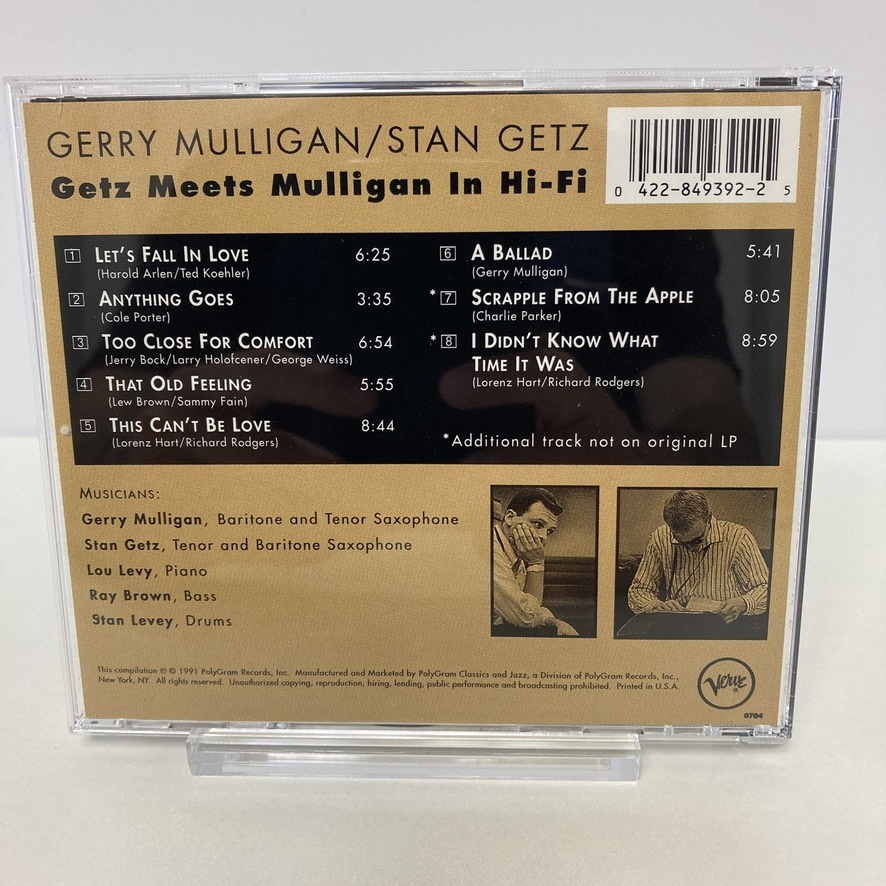 GERRY MULLIGAN/STAN GETZ
Getz Meets Mulligan In Hi-Fi
0 422-849392-2 5
1 LET'S FALL IN LOVE 6:25
(Harold Arlen/Ted Koehler)
2 ANYTHING GOES 3:35
(Cole Porter)
3 TOO CLOSE FOR COMFORT 6:54
(Jerry Bock/Larry Holofcener/George Weiss)
4 THAT OLD FEELING 5:55
(Lew Brown/Sammy Fain)
5 THIS CAN'T BE LOVE 8:44
(Lorenz Hart/Richard Rodgers)
6 A BALLAD 5:41
(Gerry Mulligan)
*7 SCRAPPLE FROM THE APPLE 8:05
(Charlie Parker)
*8 I DIDN'T KNOW WHAT 8:59
TIME IT WAS
(Lorenz Hart/Richard Rodgers)
*Additional track not on original LP
MUSICIANS:
Gerry Mulligan, Baritone and Tenor Saxophone
Stan Getz, Tenor and Baritone Saxophone
Lou Levy, Piano
Ray Brown, Bass
Stan Levey, Drums
This compilation ℗ © 1991 PolyGram Records, Inc. Manufactured and Marketed by PolyGram Classics and Jazz, a Division of PolyGram Records, Inc.,
New York, NY. All rights reserved. Unauthorized copying, reproduction, hiring, lending, public performance and broadcasting prohibited. Printed in U.S.A.
Verve®
0704